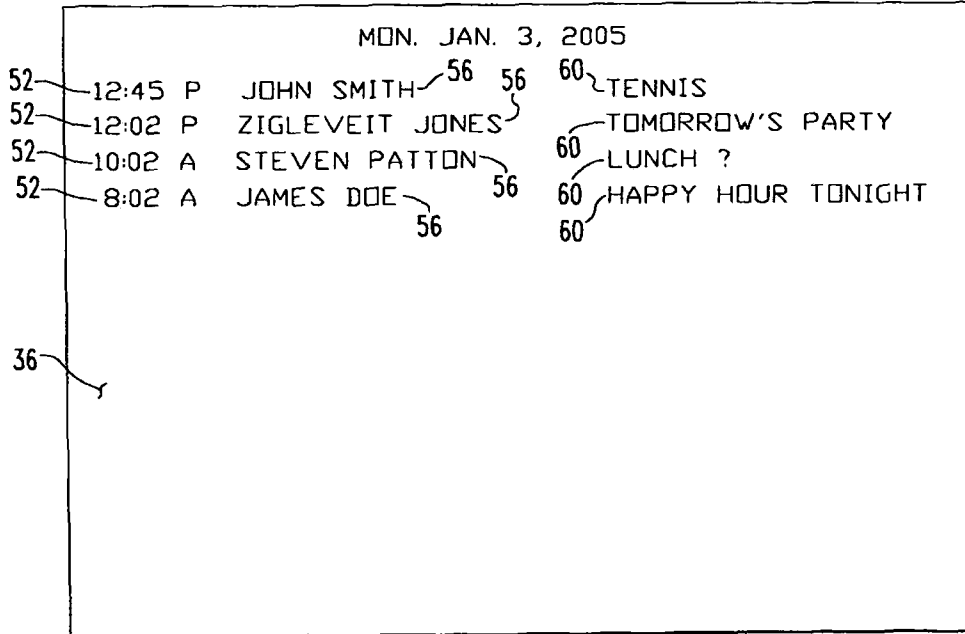 MON. JAN. 3, 2005
52 12:45 P JOHN SMITH 56 60 TENNIS
52 12:02 P ZIGLEVEIT JONES 56 TOMORROW'S PARTY
52 10:02 A STEVEN PATTON 56 60 LUNCH ?
52 8:02 A JAMES DOE 56 60 HAPPY HOUR TONIGHT
60
36